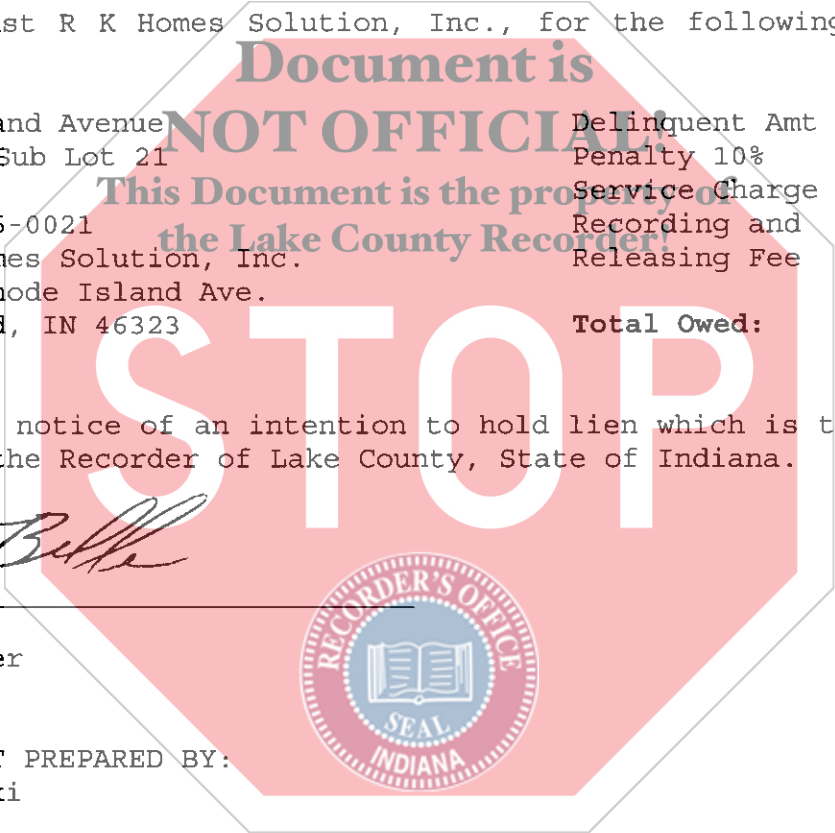 st R K Homes Solution, Inc., for the following
Document is
NOT OFFICIAL!
This Document is the property of
the Lake County Recorder!
and Avenue
Sub Lot 21
-0021
mes Solution, Inc.
hode Island Ave.
, IN 46323
Delinquent Amt
Penalty 10%
Service Charge
Recording and
Releasing Fee
Total Owed:
STOP
notice of an intention to hold lien which is t
the Recorder of Lake County, State of Indiana.
er
RECORDER'S OFFICE
SEAL
INDIANA
PREPARED BY:
ki